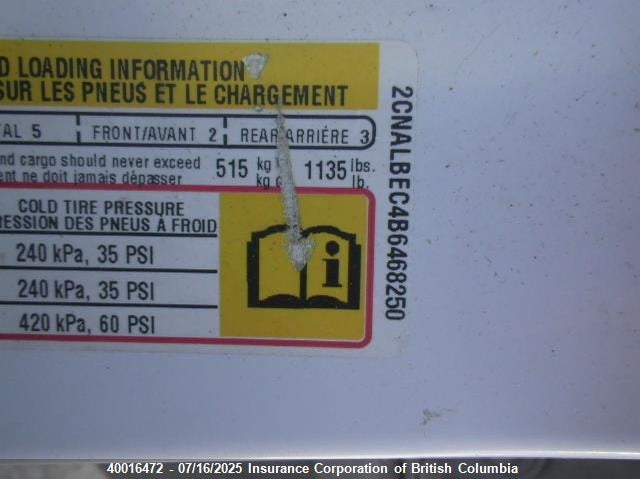 D LOADING INFORMATION
SUR LES PNEUS ET LE CHARGEMENT
AL 5 FRONT/AVANT 2 REAR/ARRIÈRE 3
nd cargo should never exceed 515 kg 1135 lbs.
ent ne doit jamais dépasser kg lb.
COLD TIRE PRESSURE
ESSION DES PNEUS À FROID
240 kPa, 35 PSI
240 kPa, 35 PSI
420 kPa, 60 PSI
i
2CNALBEC4B6468250
40016472 - 07/16/2025 Insurance Corporation of British Columbia